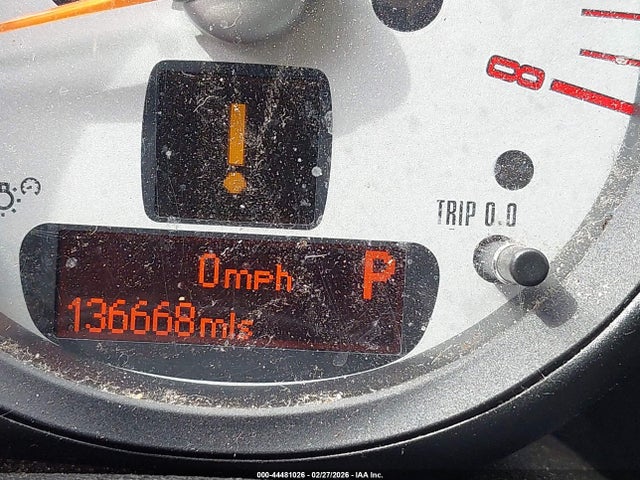 8
!
TRIP 0.0
0mph P
136668mls
000-44481026 - 02/27/2026 - IAA Inc.